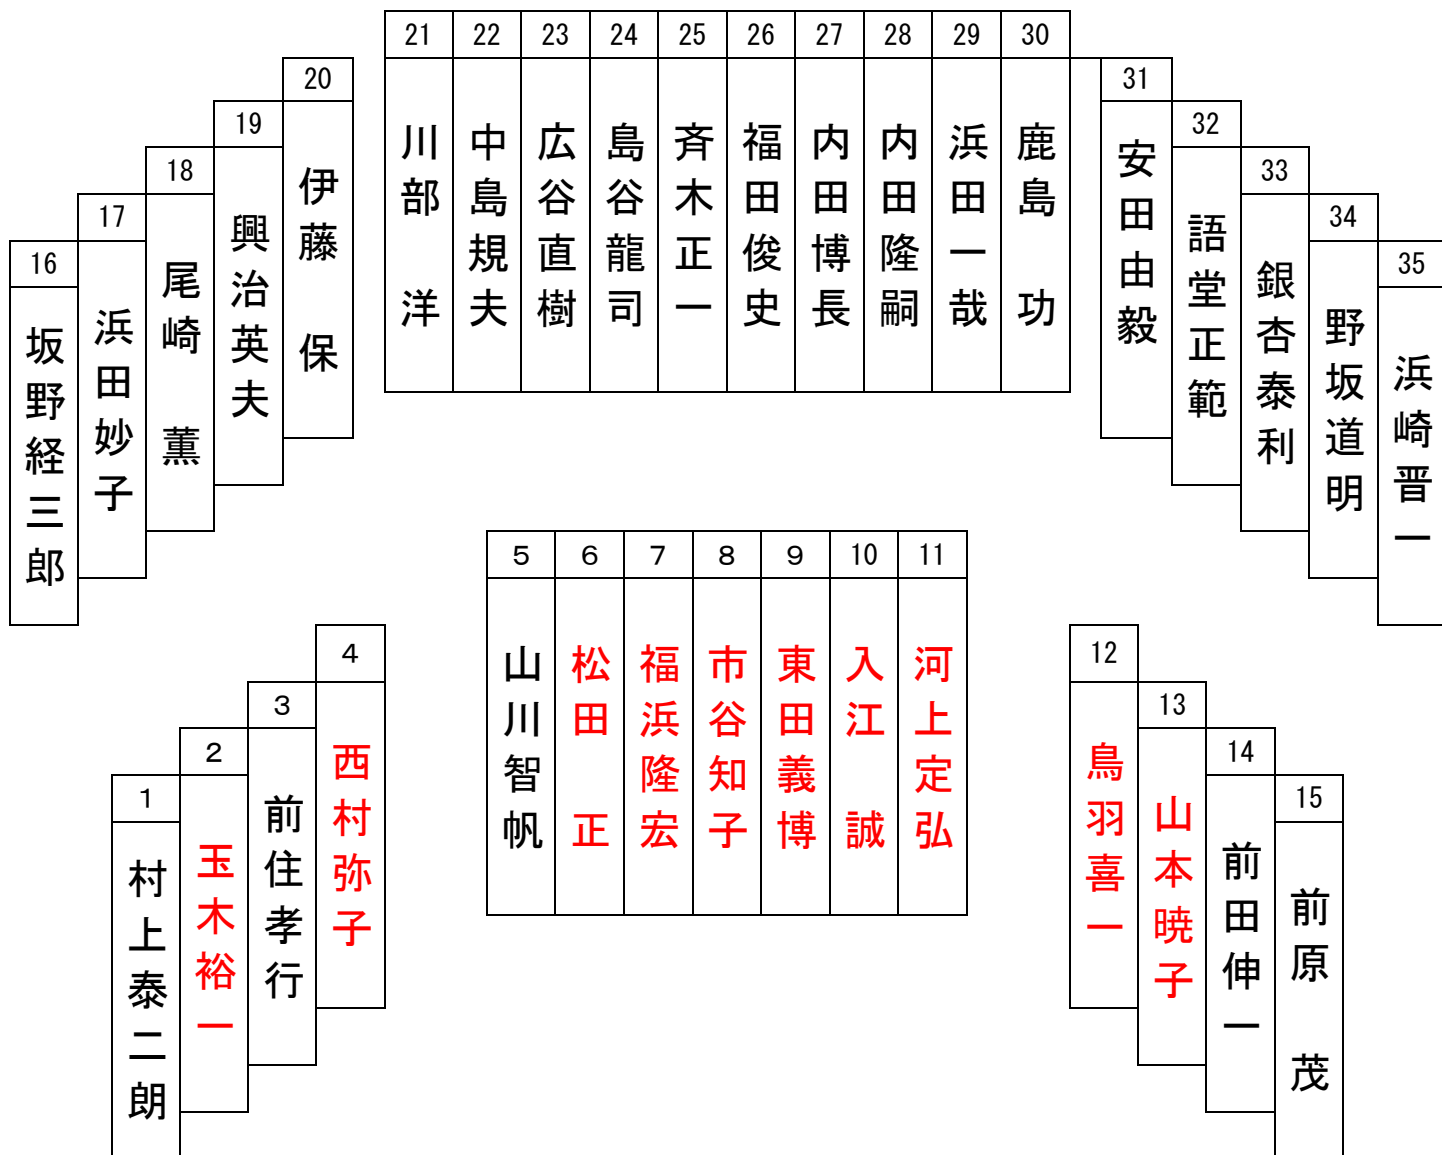 21 川部 洋
22 中島規夫
23 広谷直樹
24 島谷龍司
25 斉木正一
26 福田俊史
27 内田博長
28 内田隆嗣
29 浜田一哉
30 鹿島 功
20 伊藤 保
19 興治英夫
18 尾崎 薫
17 浜田妙子
16 坂野経三郎
31 安田由毅
32 語堂正範
33 銀杏泰利
34 野坂道明
35 浜崎晋一
5 山川智帆
6 松田 正
7 福浜隆宏
8 市谷知子
9 東田義博
10 入江 誠
11 河上定弘
4 西村弥子
3 前住孝行
2 玉木裕一
1 村上泰二朗
12 鳥羽喜一
13 山本暁子
14 前田伸一
15 前原 茂